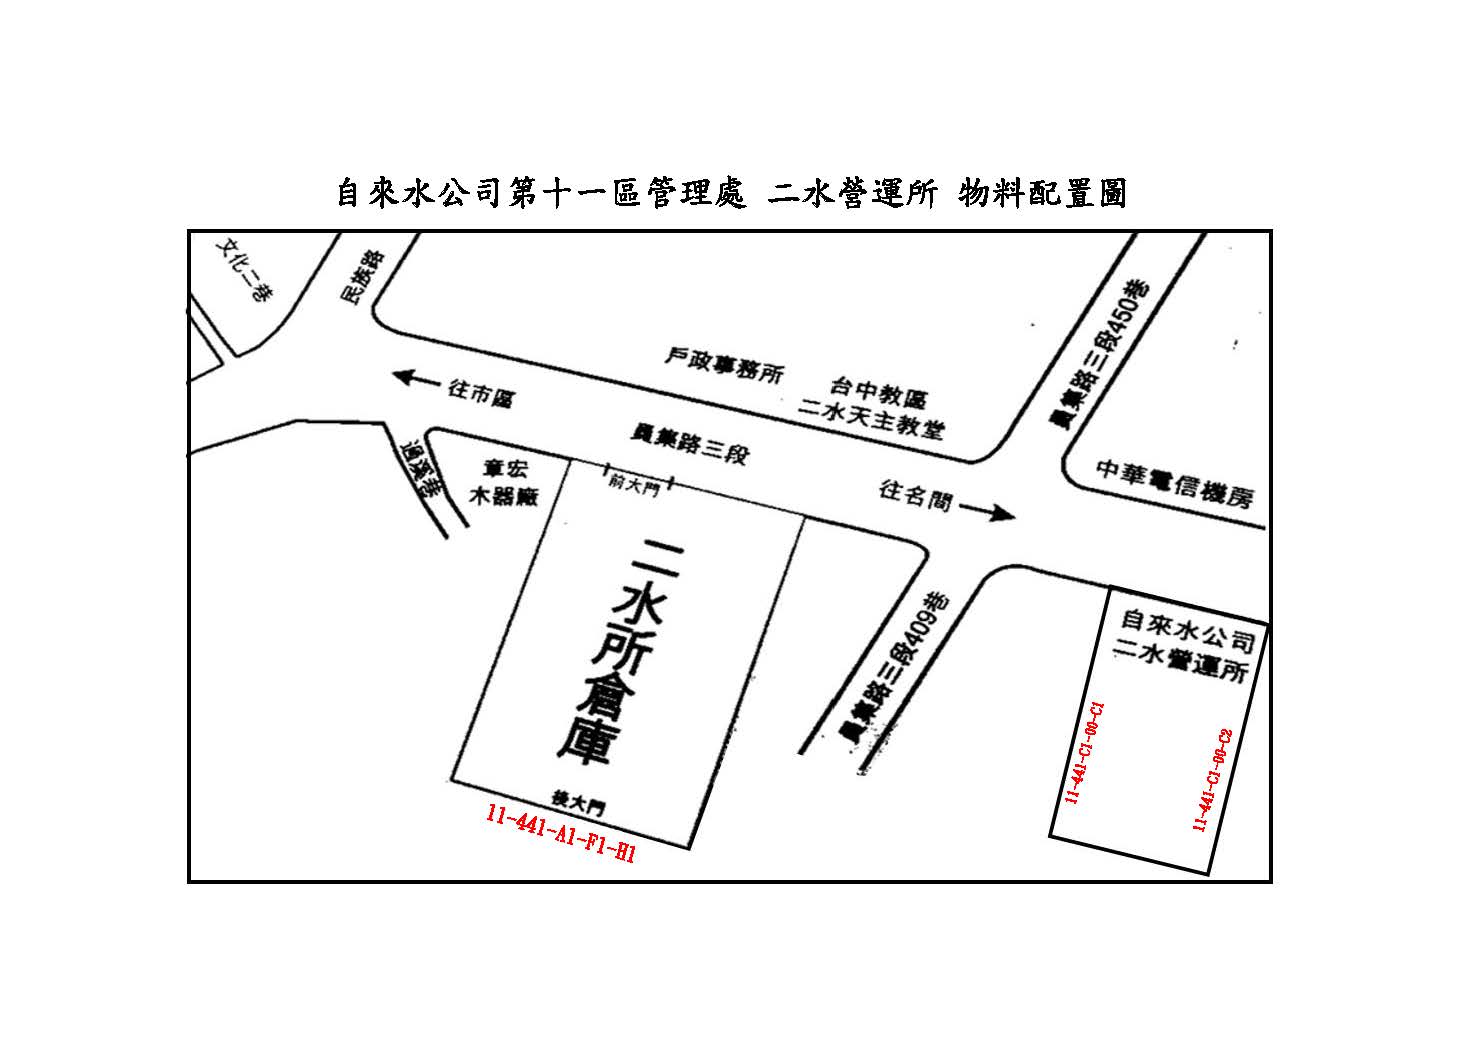 自來水公司第十一區管理處 二水營運所 物料配置圖
文化二巷
民族路
員集路三段450巷
戶政事務所
台中教區
二水天主教堂
往市區
員集路三段
過溪巷
章宏
木器廠
前大門
往名間
中華電信機房
二水所倉庫
後大門
11-441-A1-F1-H1
員集路三段409巷
自來水公司
二水營運所
11-441-C1-00-C1
11-441-C1-00-C2